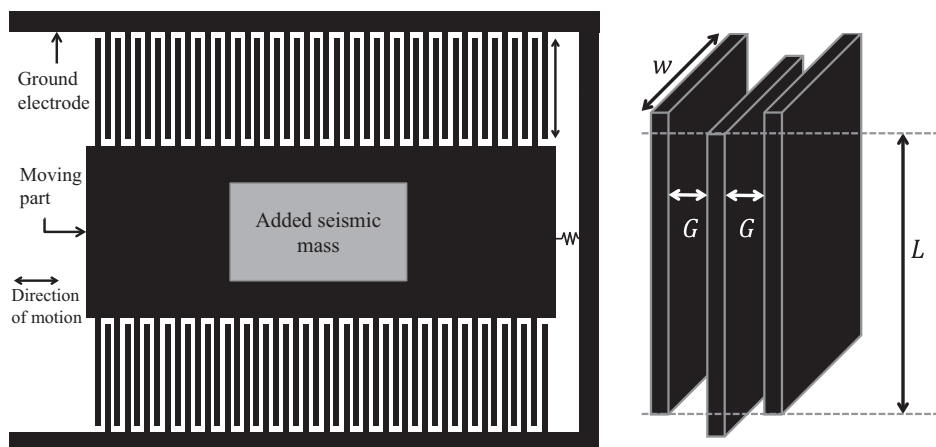 Ground
electrode
Moving
part
Added seismic
mass
Direction
of motion
w
G
G
L